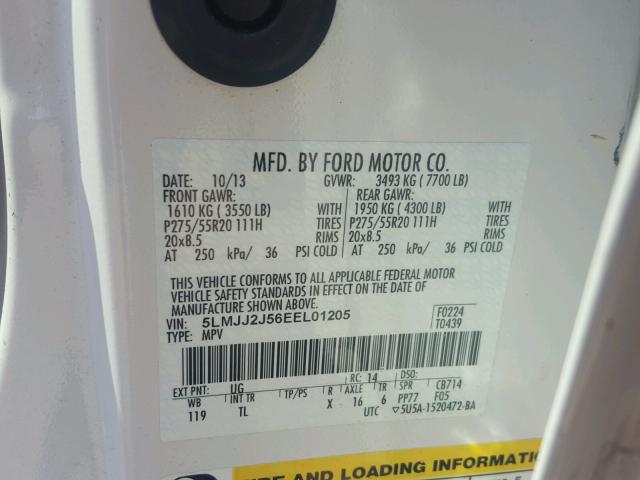 MFD. BY FORD MOTOR CO.
DATE: 10/13 GVWR: 3493 KG ( 7700 LB)
FRONT GAWR: REAR GAWR:
1610 KG ( 3550 LB) WITH 1950 KG ( 4300 LB) WITH
P275/55R20 111H TIRES P275/55R20 111H TIRES
20x8.5 RIMS 20x8.5 RIMS
AT 250 kPa/ 36 PSI COLD AT 250 kPa/ 36 PSI COLD
THIS VEHICLE CONFORMS TO ALL APPLICABLE FEDERAL MOTOR
VEHICLE SAFETY STANDARDS IN EFFECT ON THE DATE OF
MANUFACTURE SHOWN ABOVE.
VIN: 5LMJJ2J56EEL01205 F0224
TYPE: MPV T0439
EXT PNT: UG RC: 14 DSO: CB714
WB INT TR TP/PS R AXLE TR SPR F05
119 TL X 16 6 PP77
UTC ▽5U5A-1520472-BA
TIRE AND LOADING INFORMATION